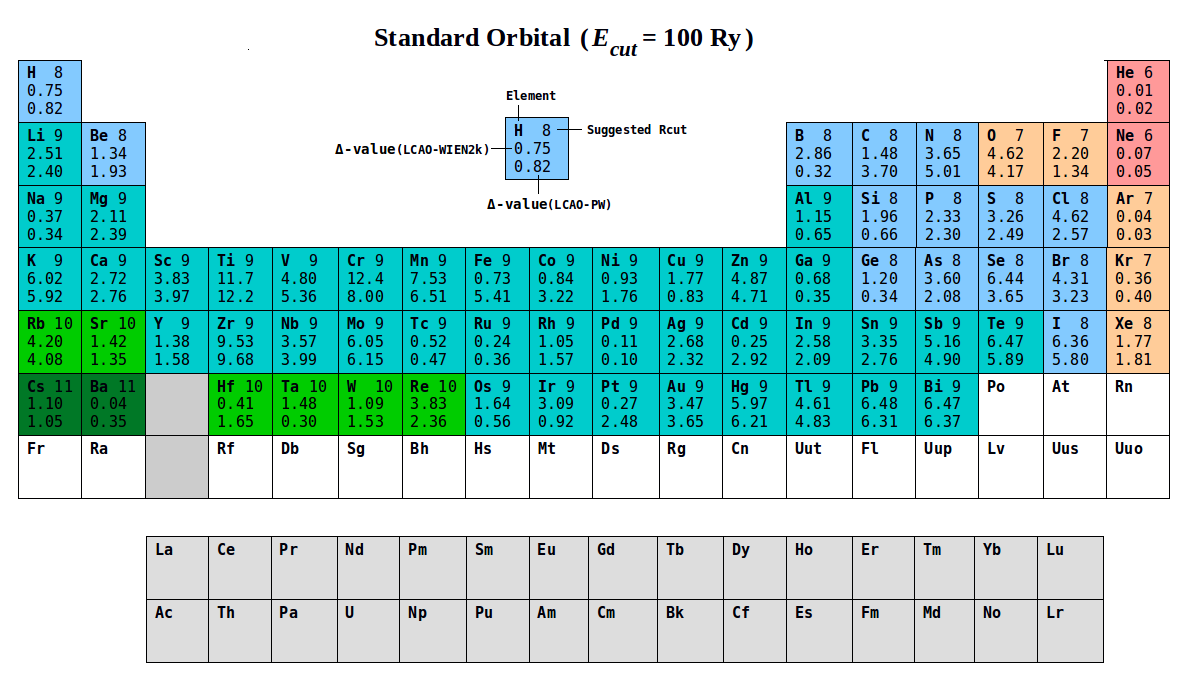 Standard Orbital (Ecut = 100 Ry)
Element
H 8
0.75
0.82
Suggested Rcut
Δ-value(LCAO-WIEN2k)
Δ-value(LCAO-PW)
H 8 He 6
0.75 0.01
0.82 0.02
Li 9 Be 8 B 8 C 8 N 8 O 7 F 7 Ne 6
2.51 1.34 2.86 1.48 3.65 4.62 2.20 0.07
2.40 1.93 0.32 3.70 5.01 4.17 1.34 0.05
Na 9 Mg 9 Al 9 Si 8 P 8 S 8 Cl 8 Ar 7
0.37 2.11 1.15 1.96 2.33 3.26 4.62 0.04
0.34 2.39 0.65 0.66 2.30 2.49 2.57 0.03
K 9 Ca 9 Sc 9 Ti 9 V 9 Cr 9 Mn 9 Fe 9 Co 9 Ni 9 Cu 9 Zn 9 Ga 9 Ge 8 As 8 Se 8 Br 8 Kr 7
6.02 2.72 3.83 11.7 4.80 12.4 7.53 0.73 0.84 0.93 1.77 4.87 0.68 1.20 3.60 6.44 4.31 0.36
5.92 2.76 3.97 12.2 5.36 8.00 6.51 5.41 3.22 1.76 0.83 4.71 0.35 0.34 2.08 3.65 3.23 0.40
Rb 10 Sr 10 Y 9 Zr 9 Nb 9 Mo 9 Tc 9 Ru 9 Rh 9 Pd 9 Ag 9 Cd 9 In 9 Sn 9 Sb 9 Te 9 I 8 Xe 8
4.20 1.42 1.38 9.53 3.57 6.05 0.52 0.24 1.05 0.11 2.68 0.25 2.58 3.35 5.16 6.47 6.36 1.77
4.08 1.35 1.58 9.68 3.99 6.15 0.47 0.36 1.57 0.10 2.32 2.92 2.09 2.76 4.90 5.89 5.80 1.81
Cs 11 Ba 11 Hf 10 Ta 10 W 10 Re 10 Os 9 Ir 9 Pt 9 Au 9 Hg 9 Tl 9 Pb 9 Bi 9 Po At Rn
1.10 0.04 0.41 1.48 1.09 3.83 1.64 3.09 0.27 3.47 5.97 4.61 6.48 6.47
1.05 0.35 1.65 0.30 1.53 2.36 0.56 0.92 2.48 3.65 6.21 4.83 6.31 6.37
Fr Ra Rf Db Sg Bh Hs Mt Ds Rg Cn Uut Fl Uup Lv Uus Uuo
La Ce Pr Nd Pm Sm Eu Gd Tb Dy Ho Er Tm Yb Lu
Ac Th Pa U Np Pu Am Cm Bk Cf Es Fm Md No Lr